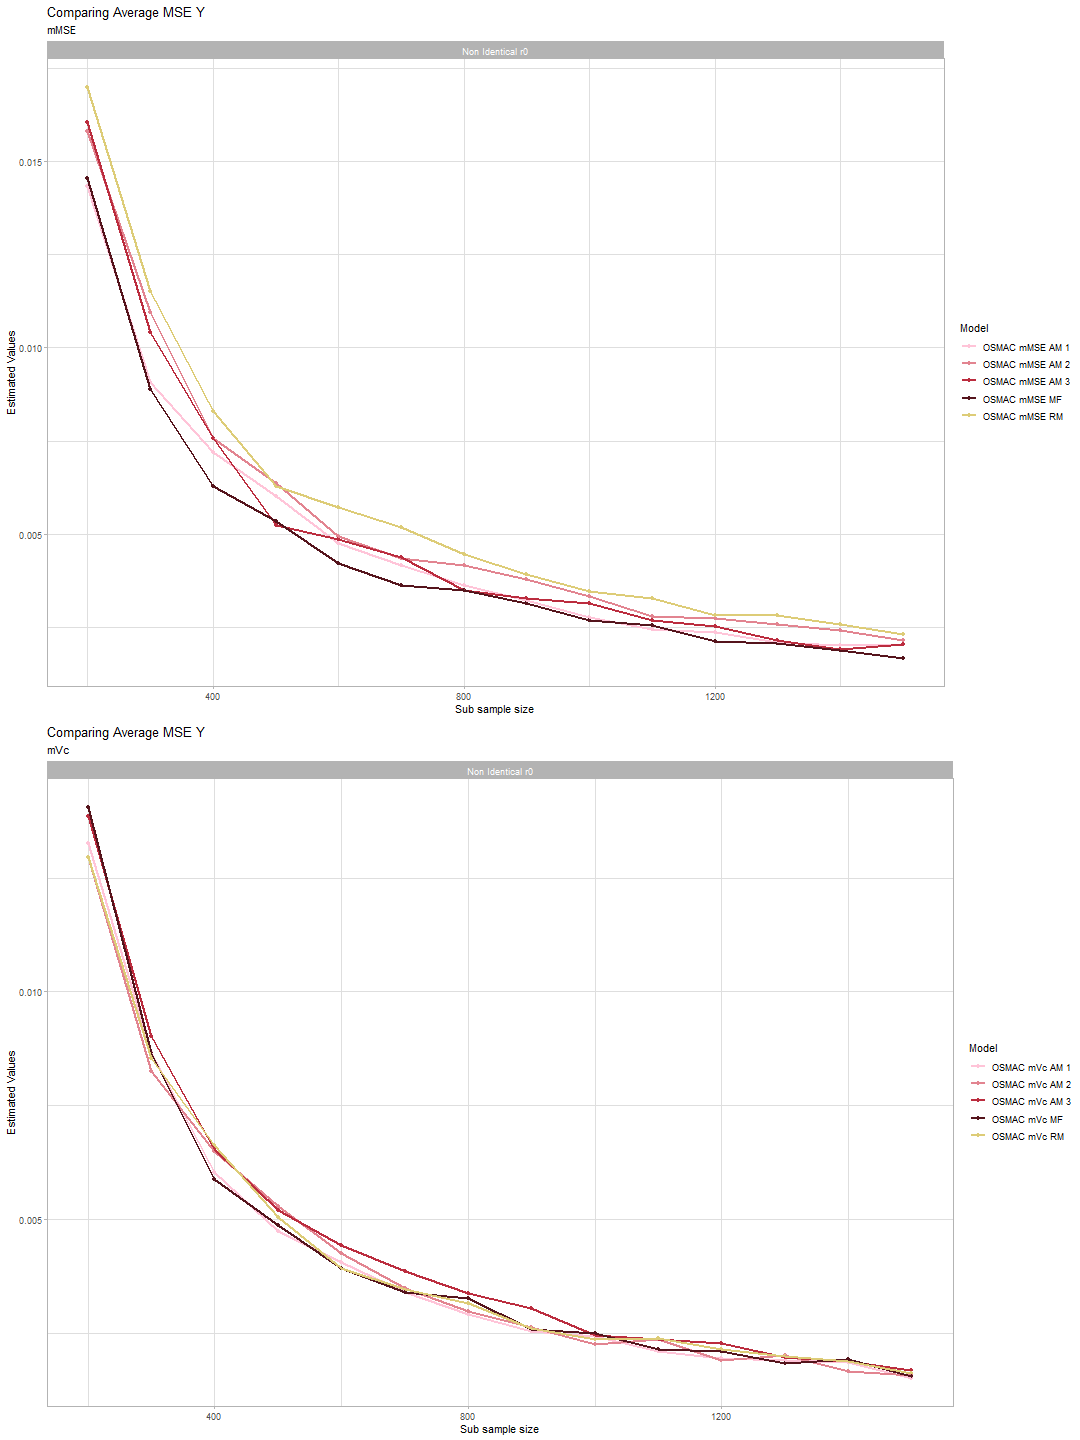 Comparing Average MSE Y
mMSE
Non Identical r0
0.015
0.010
0.005
Estimated Values
400
800
1200
Sub sample size
Model
OSMAC mMSE AM 1
OSMAC mMSE AM 2
OSMAC mMSE AM 3
OSMAC mMSE MF
OSMAC mMSE RM
Comparing Average MSE Y
mVc
Non Identical r0
0.010
0.005
Estimated Values
400
800
1200
Sub sample size
Model
OSMAC mVc AM 1
OSMAC mVc AM 2
OSMAC mVc AM 3
OSMAC mVc MF
OSMAC mVc RM